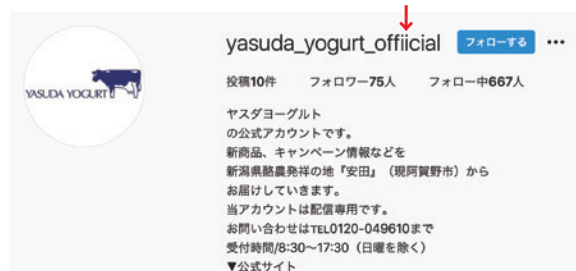 yasuda_yogurt_offiicial フォローする •••
投稿10件 フォロワー75人 フォロー中667人
YASUDA YOGURT
ヤスダヨーグルト
の公式アカウントです。
新商品、キャンペーン情報などを
新潟県酪農発祥の地『安田』（現阿賀野市）から
お届けしていきます。
当アカウントは配信専用です。
お問い合わせはTEL0120-049610まで
受付時間/8:30〜17:30（日曜を除く）
▼公式サイト